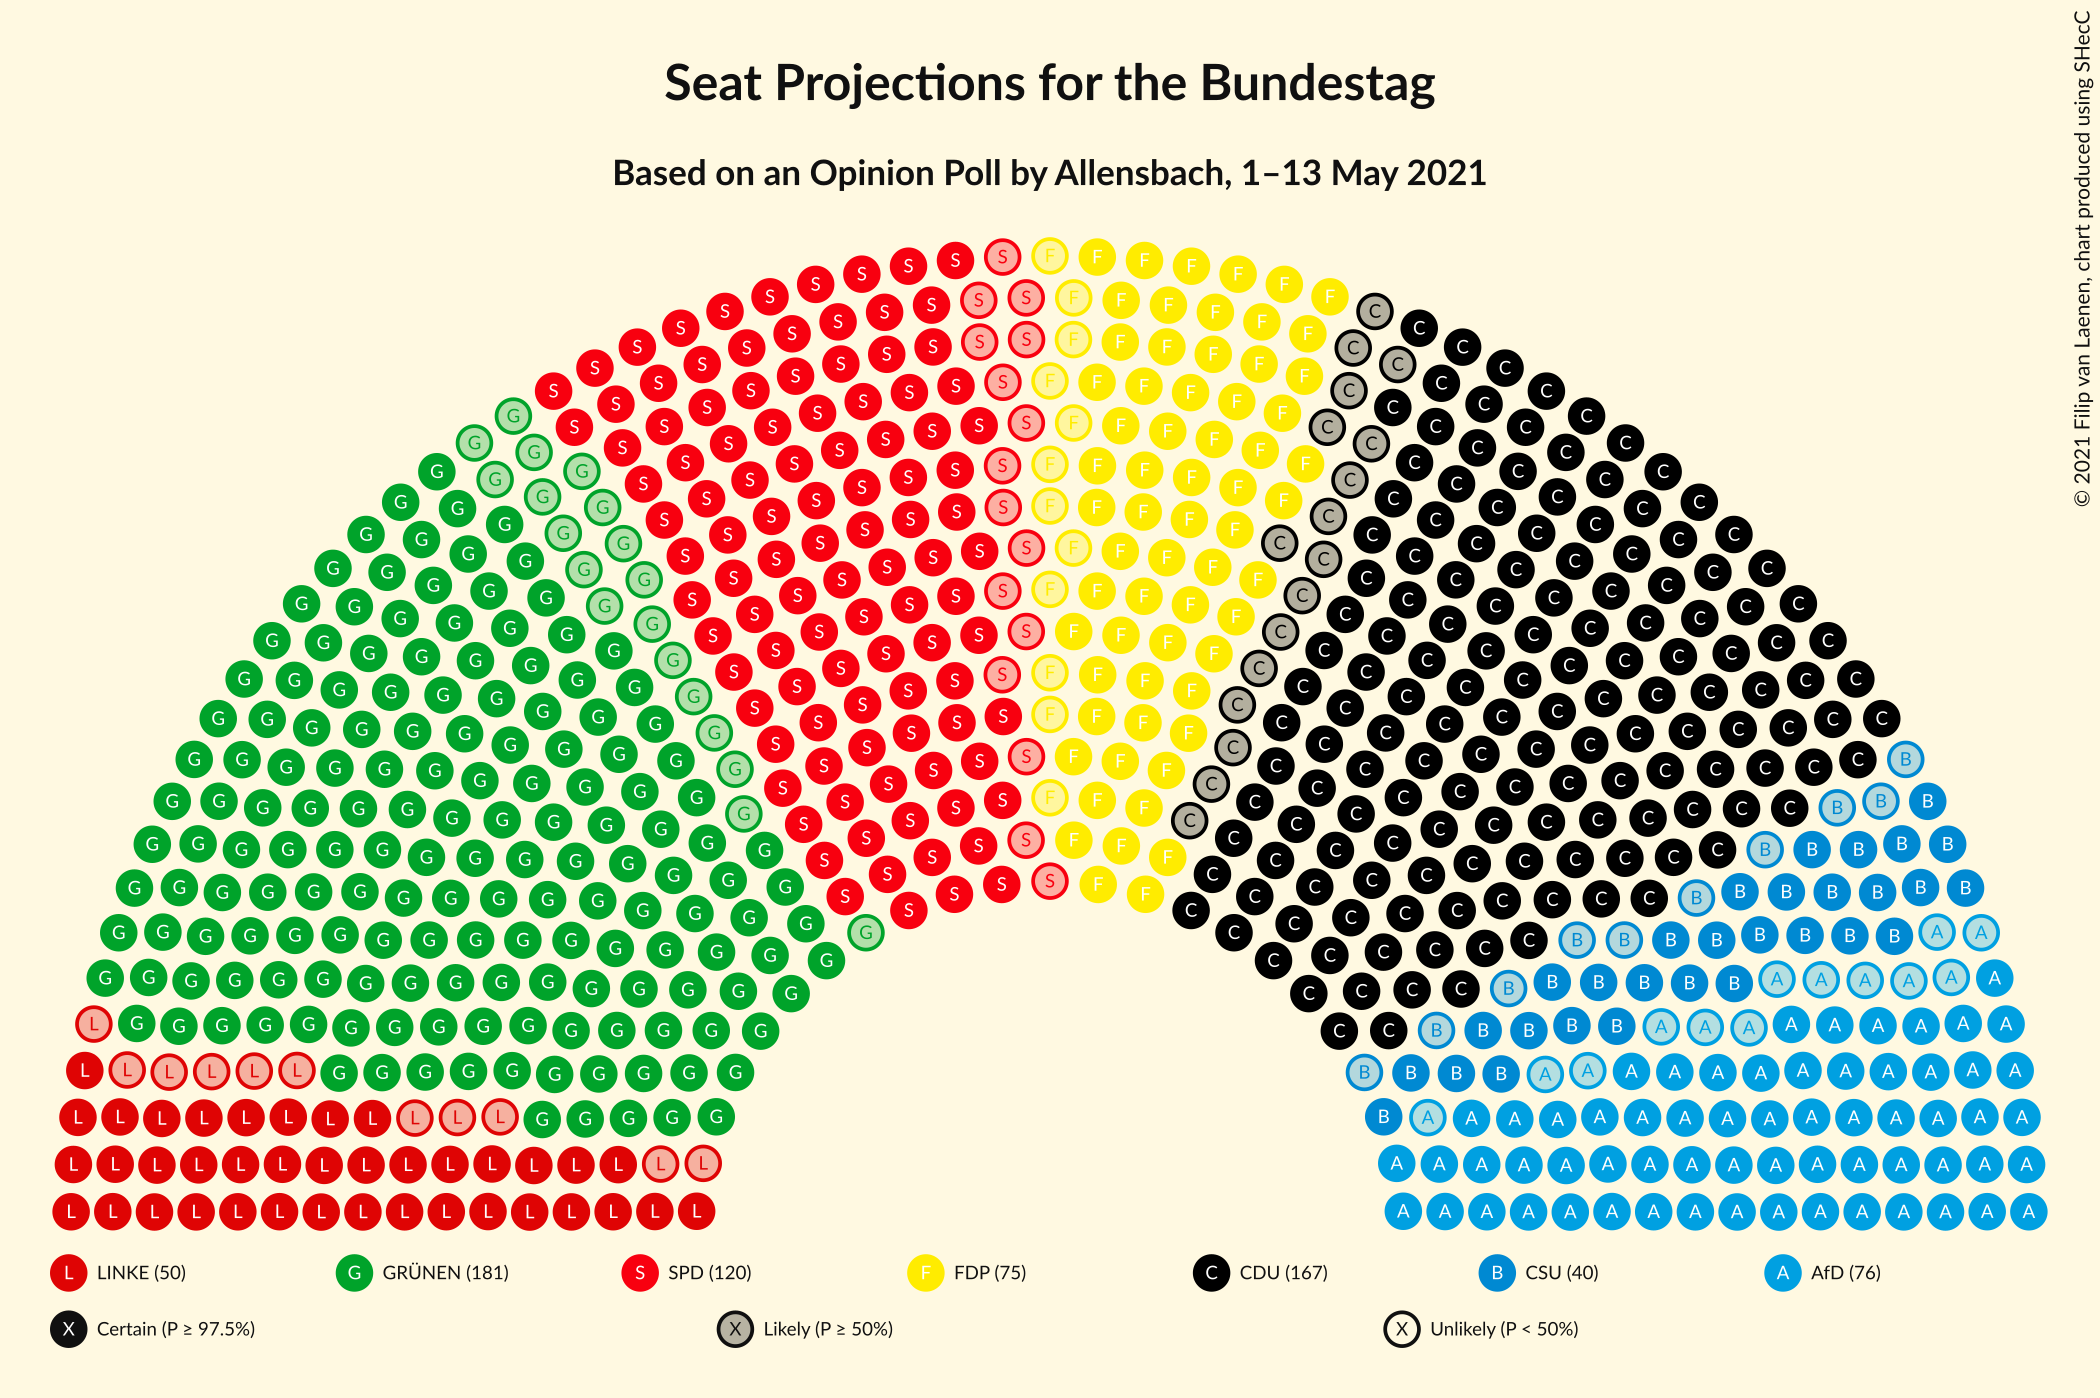 Seat Projections for the Bundestag
Based on an Opinion Poll by Allensbach, 1–13 May 2021
© 2021 Filip van Laenen, chart produced using SHecC
L LINKE (50) G GRÜNEN (181) S SPD (120) F FDP (75) C CDU (167) B CSU (40) A AfD (76)
X Certain (P ≥ 97.5%) X Likely (P ≥ 50%) X Unlikely (P < 50%)